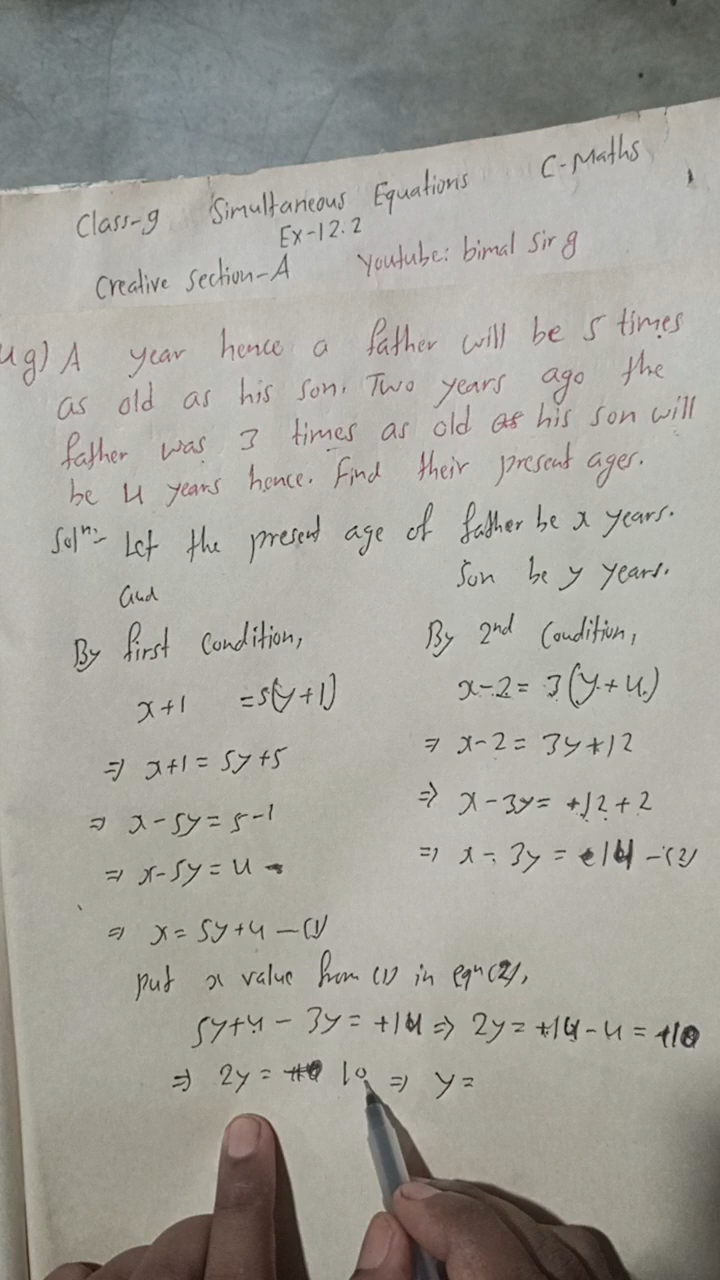 Class-9 Simultaneous Equations C-Maths
Ex-12.2
Creative Section-A Youtube: bimal Sir g
4g) A year hence a father will be 5 times
as old as his son. Two years ago the
father was 3 times as old as his son will
be 4 years hence. Find their present ages.
Solⁿ:- Let the present age of father be x years.
and Son be y years.
By first Condition,
x+1 =5(y+1)
⇒ x+1 = 5y+5
⇒ x-5y = 5-1
⇒ x-5y = 4
⇒ x = 5y+4 -(1)
By 2nd Condition,
x-2 = 3(y+4)
⇒ x-2 = 3y+12
⇒ x-3y = +12+2
⇒ x-3y = 14 -(2)
put x value from (1) in eqn(2),
5y+4-3y = +14 ⇒ 2y = +14-4 = +10
⇒ 2y = 10 ⇒ y =